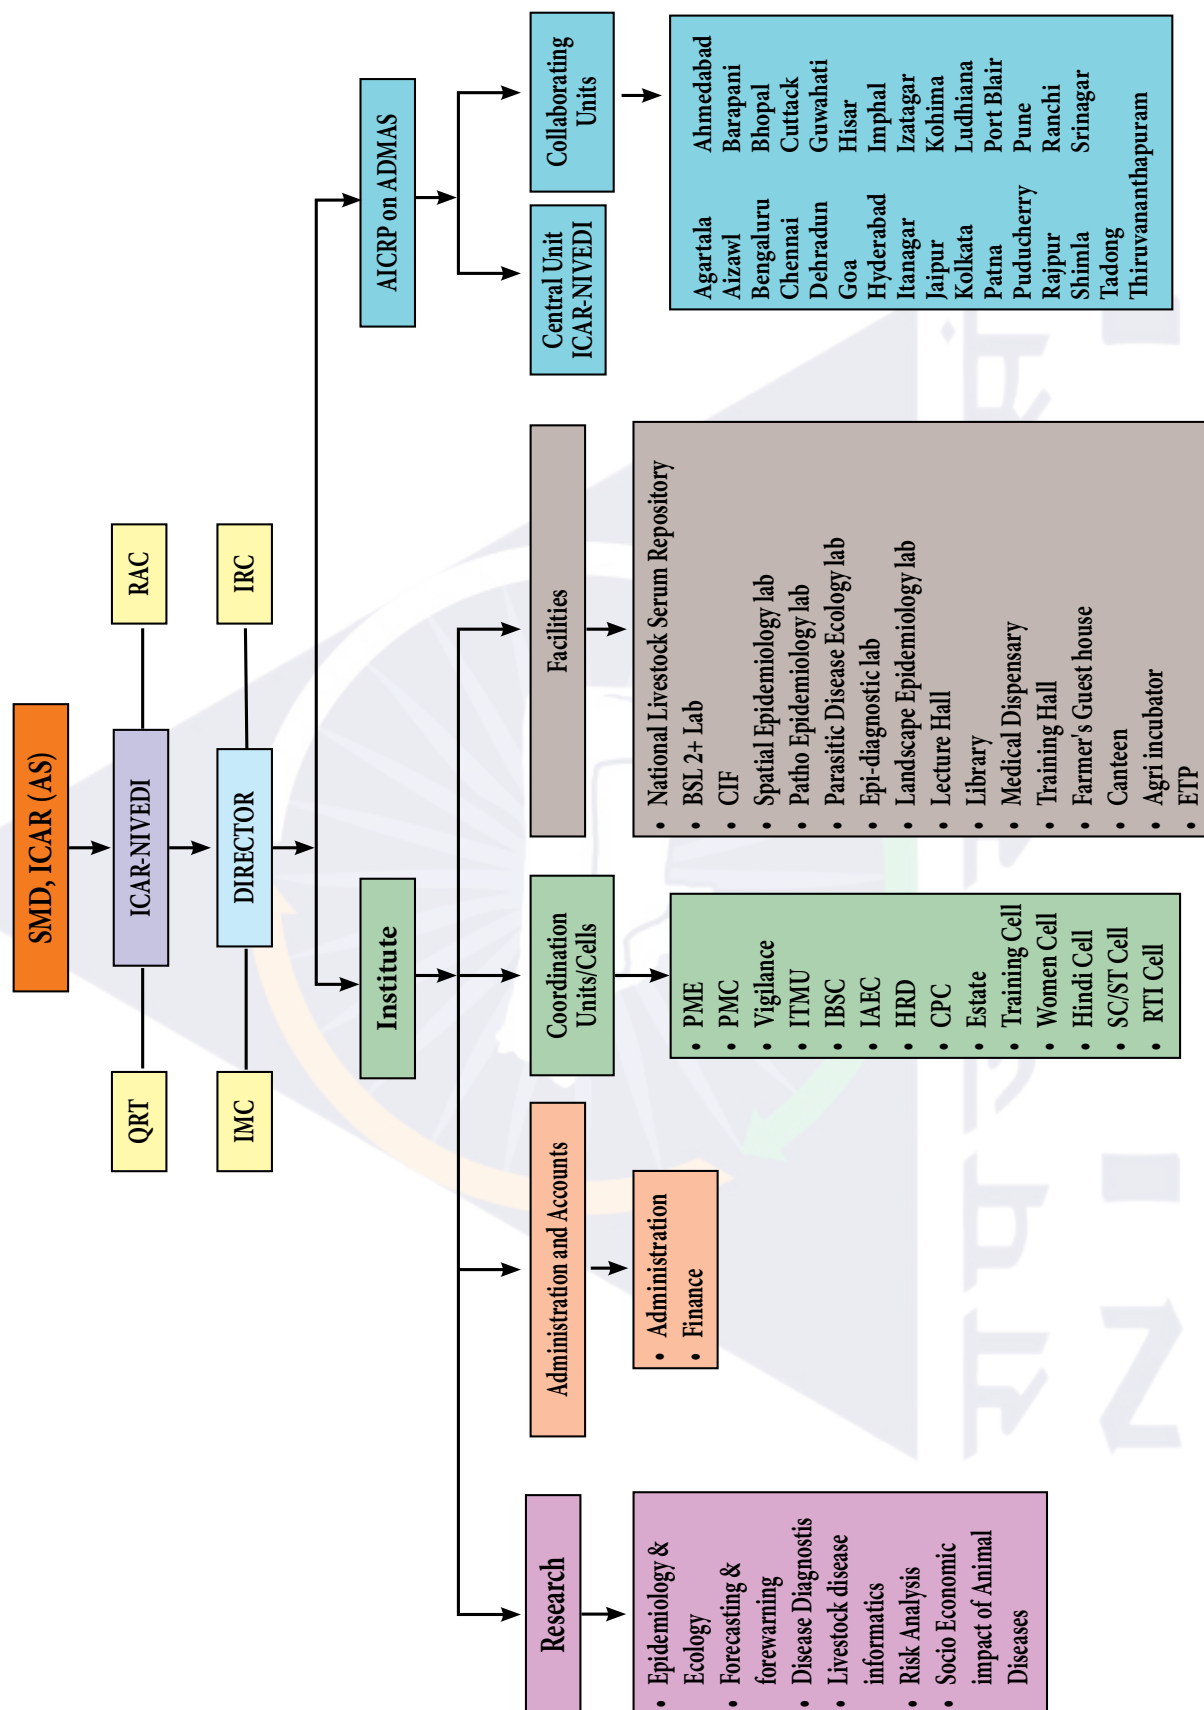 SMD, ICAR (AS)
QRT
ICAR-NIVEDI
RAC
IMC
DIRECTOR
IRC
Institute
AICRP on ADMAS
Research
Administration and Accounts
Coordination
Units/Cells
Facilities
Central Unit
ICAR-NIVEDI
Collaborating
Units
• Epidemiology &
Ecology
• Forecasting &
forewarning
• Disease Diagnostis
• Livestock disease
informatics
• Risk Analysis
• Socio Economic
impact of Animal
Diseases
• Administration
• Finance
• PME
• PMC
• Vigilance
• ITMU
• IBSC
• IAEC
• HRD
• CPC
• Estate
• Training Cell
• Women Cell
• Hindi Cell
• SC/ST Cell
• RTI Cell
• National Livestock Serum Repository
• BSL 2+ Lab
• CIF
• Spatial Epidemiology lab
• Patho Epidemiology lab
• Parasitic Disease Ecology lab
• Epi-diagnostic lab
• Landscape Epidemiology lab
• Lecture Hall
• Library
• Medical Dispensary
• Training Hall
• Farmer's Guest house
• Canteen
• Agri incubator
• ETP
Agartala Ahmedabad
Aizawl Barapani
Bengaluru Bhopal
Chennai Cuttack
Dehradun Guwahati
Goa Hisar
Hyderabad Imphal
Itanagar Izatagar
Jaipur Kohima
Kolkata Ludhiana
Patna Port Blair
Puducherry Pune
Rajpur Ranchi
Shimla Srinagar
Tadong
Thiruvananthapuram